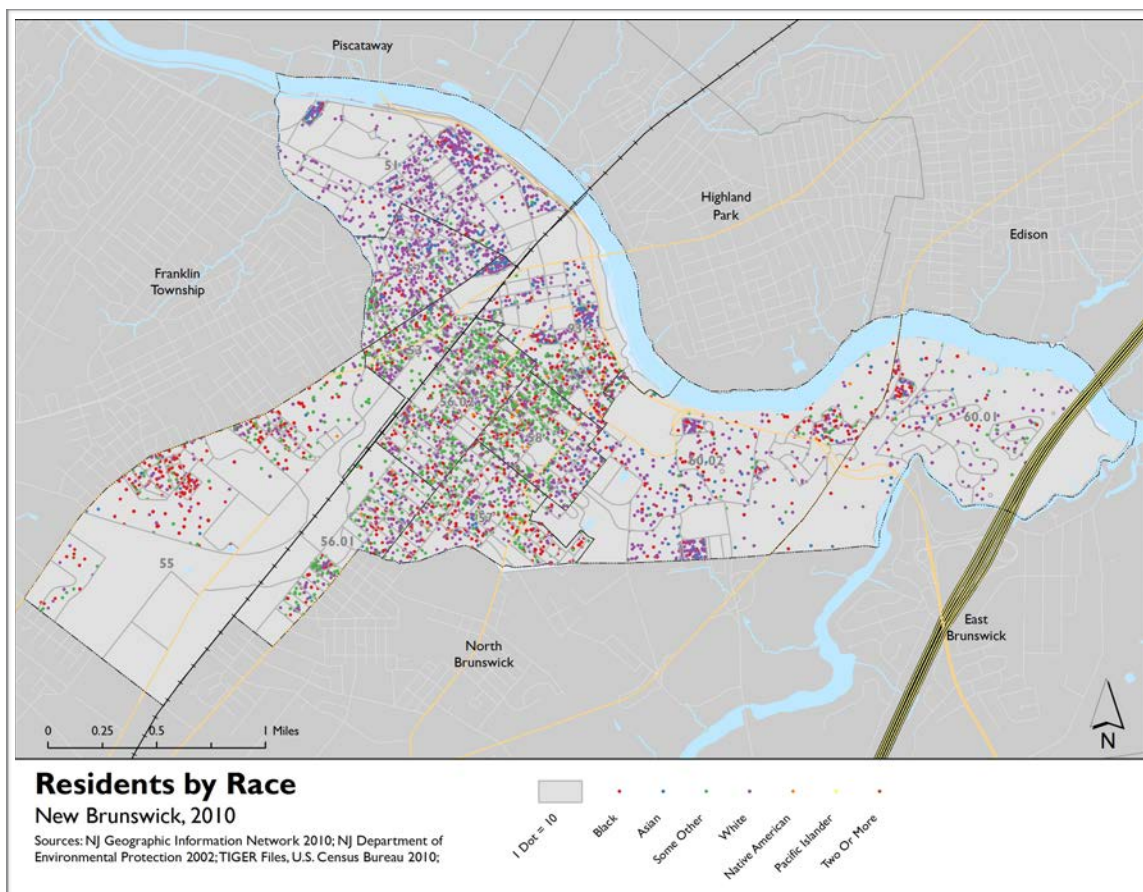 Piscataway
Highland
Park
Edison
51
Franklin
Township
52
53
60.01
60.02
58
56.01
55
East
Brunswick
North
Brunswick
0 0.25 0.5 1 Miles
N
Residents by Race
New Brunswick, 2010
Sources: NJ Geographic Information Network 2010; NJ Department of
Environmental Protection 2002; TIGER Files, U.S. Census Bureau 2010;
1 Dot = 10
Black
Asian
Some Other
White
Native American
Pacific Islander
Two Or More